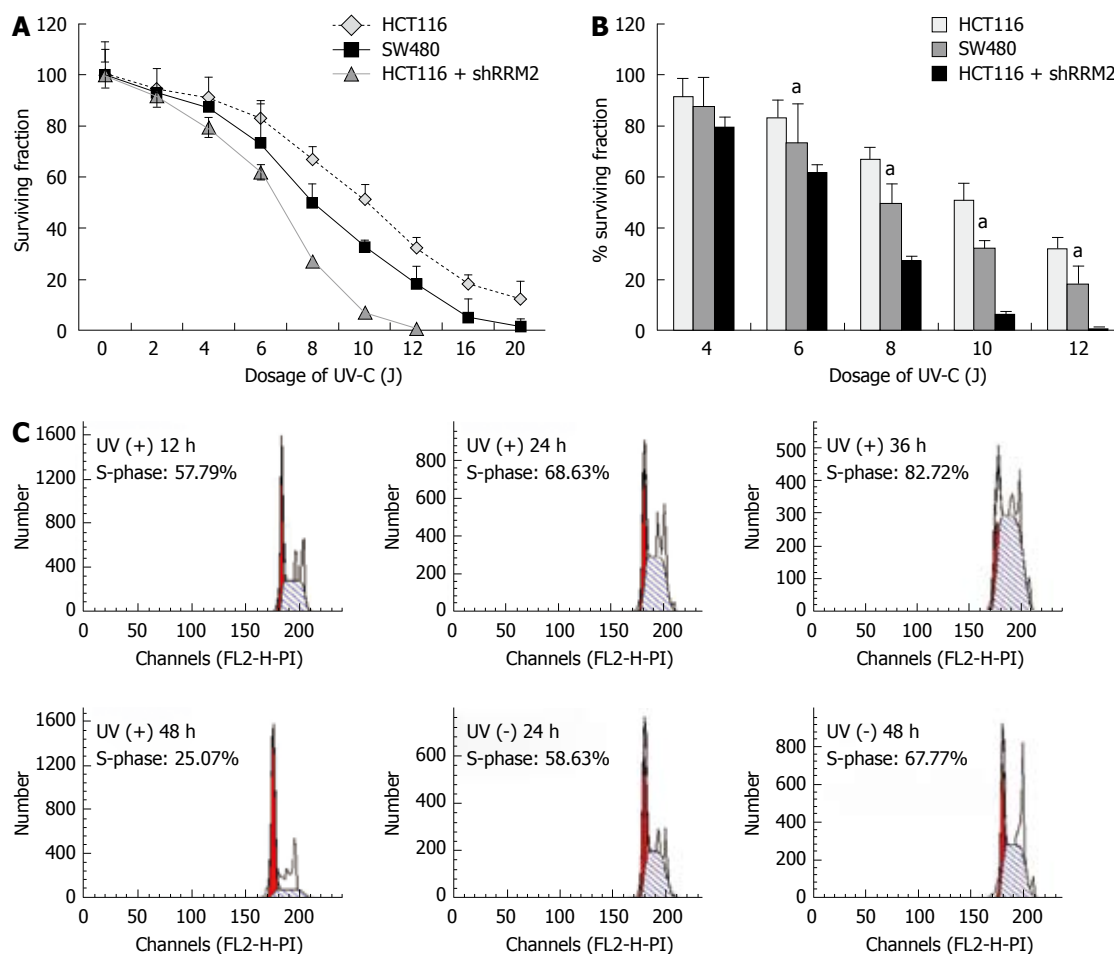 A
120
100
80
60
40
20
0
Surviving fraction
HCT116
SW480
HCT116 + shRRM2
0 2 4 6 8 10 12 16 20
Dosage of UV-C (J)
B
120
100
80
60
40
20
0
% surviving fraction
HCT116
SW480
HCT116 + shRRM2
a
a
a
a
4 6 8 10 12
Dosage of UV-C (J)
C
1600
1200
800
400
0
Number
UV (+) 12 h
S-phase: 57.79%
0 50 100 150 200
Channels (FL2-H-PI)
800
600
400
200
0
Number
UV (+) 24 h
S-phase: 68.63%
0 50 100 150 200
Channels (FL2-H-PI)
500
400
300
200
100
0
Number
UV (+) 36 h
S-phase: 82.72%
0 50 100 150 200
Channels (FL2-H-PI)
1600
1200
800
400
0
Number
UV (+) 48 h
S-phase: 25.07%
0 50 100 150 200
Channels (FL2-H-PI)
600
400
200
0
Number
UV (-) 24 h
S-phase: 58.63%
0 50 100 150 200
Channels (FL2-H-PI)
800
600
400
200
0
Number
UV (-) 48 h
S-phase: 67.77%
0 50 100 150 200
Channels (FL2-H-PI)